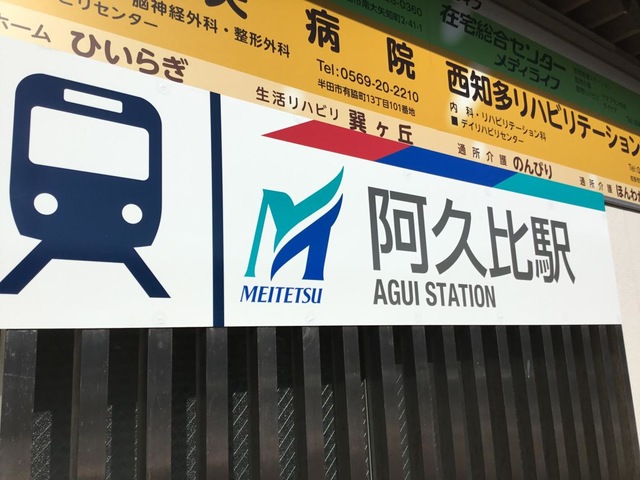 在宅総合センター
メディライフ
脳神経外科・整形外科
病院
Tel:0569-20-2210
半田市有脇町13丁目101番地
西知多リハビリテーション
内科・リハビリテーション科
■デイリハビリセンター
ホーム ひいらぎ
生活リハビリ 巽ヶ丘
通所介護 のんびり
通所介護 ほんわか
MEITETSU
阿久比駅
AGUI STATION